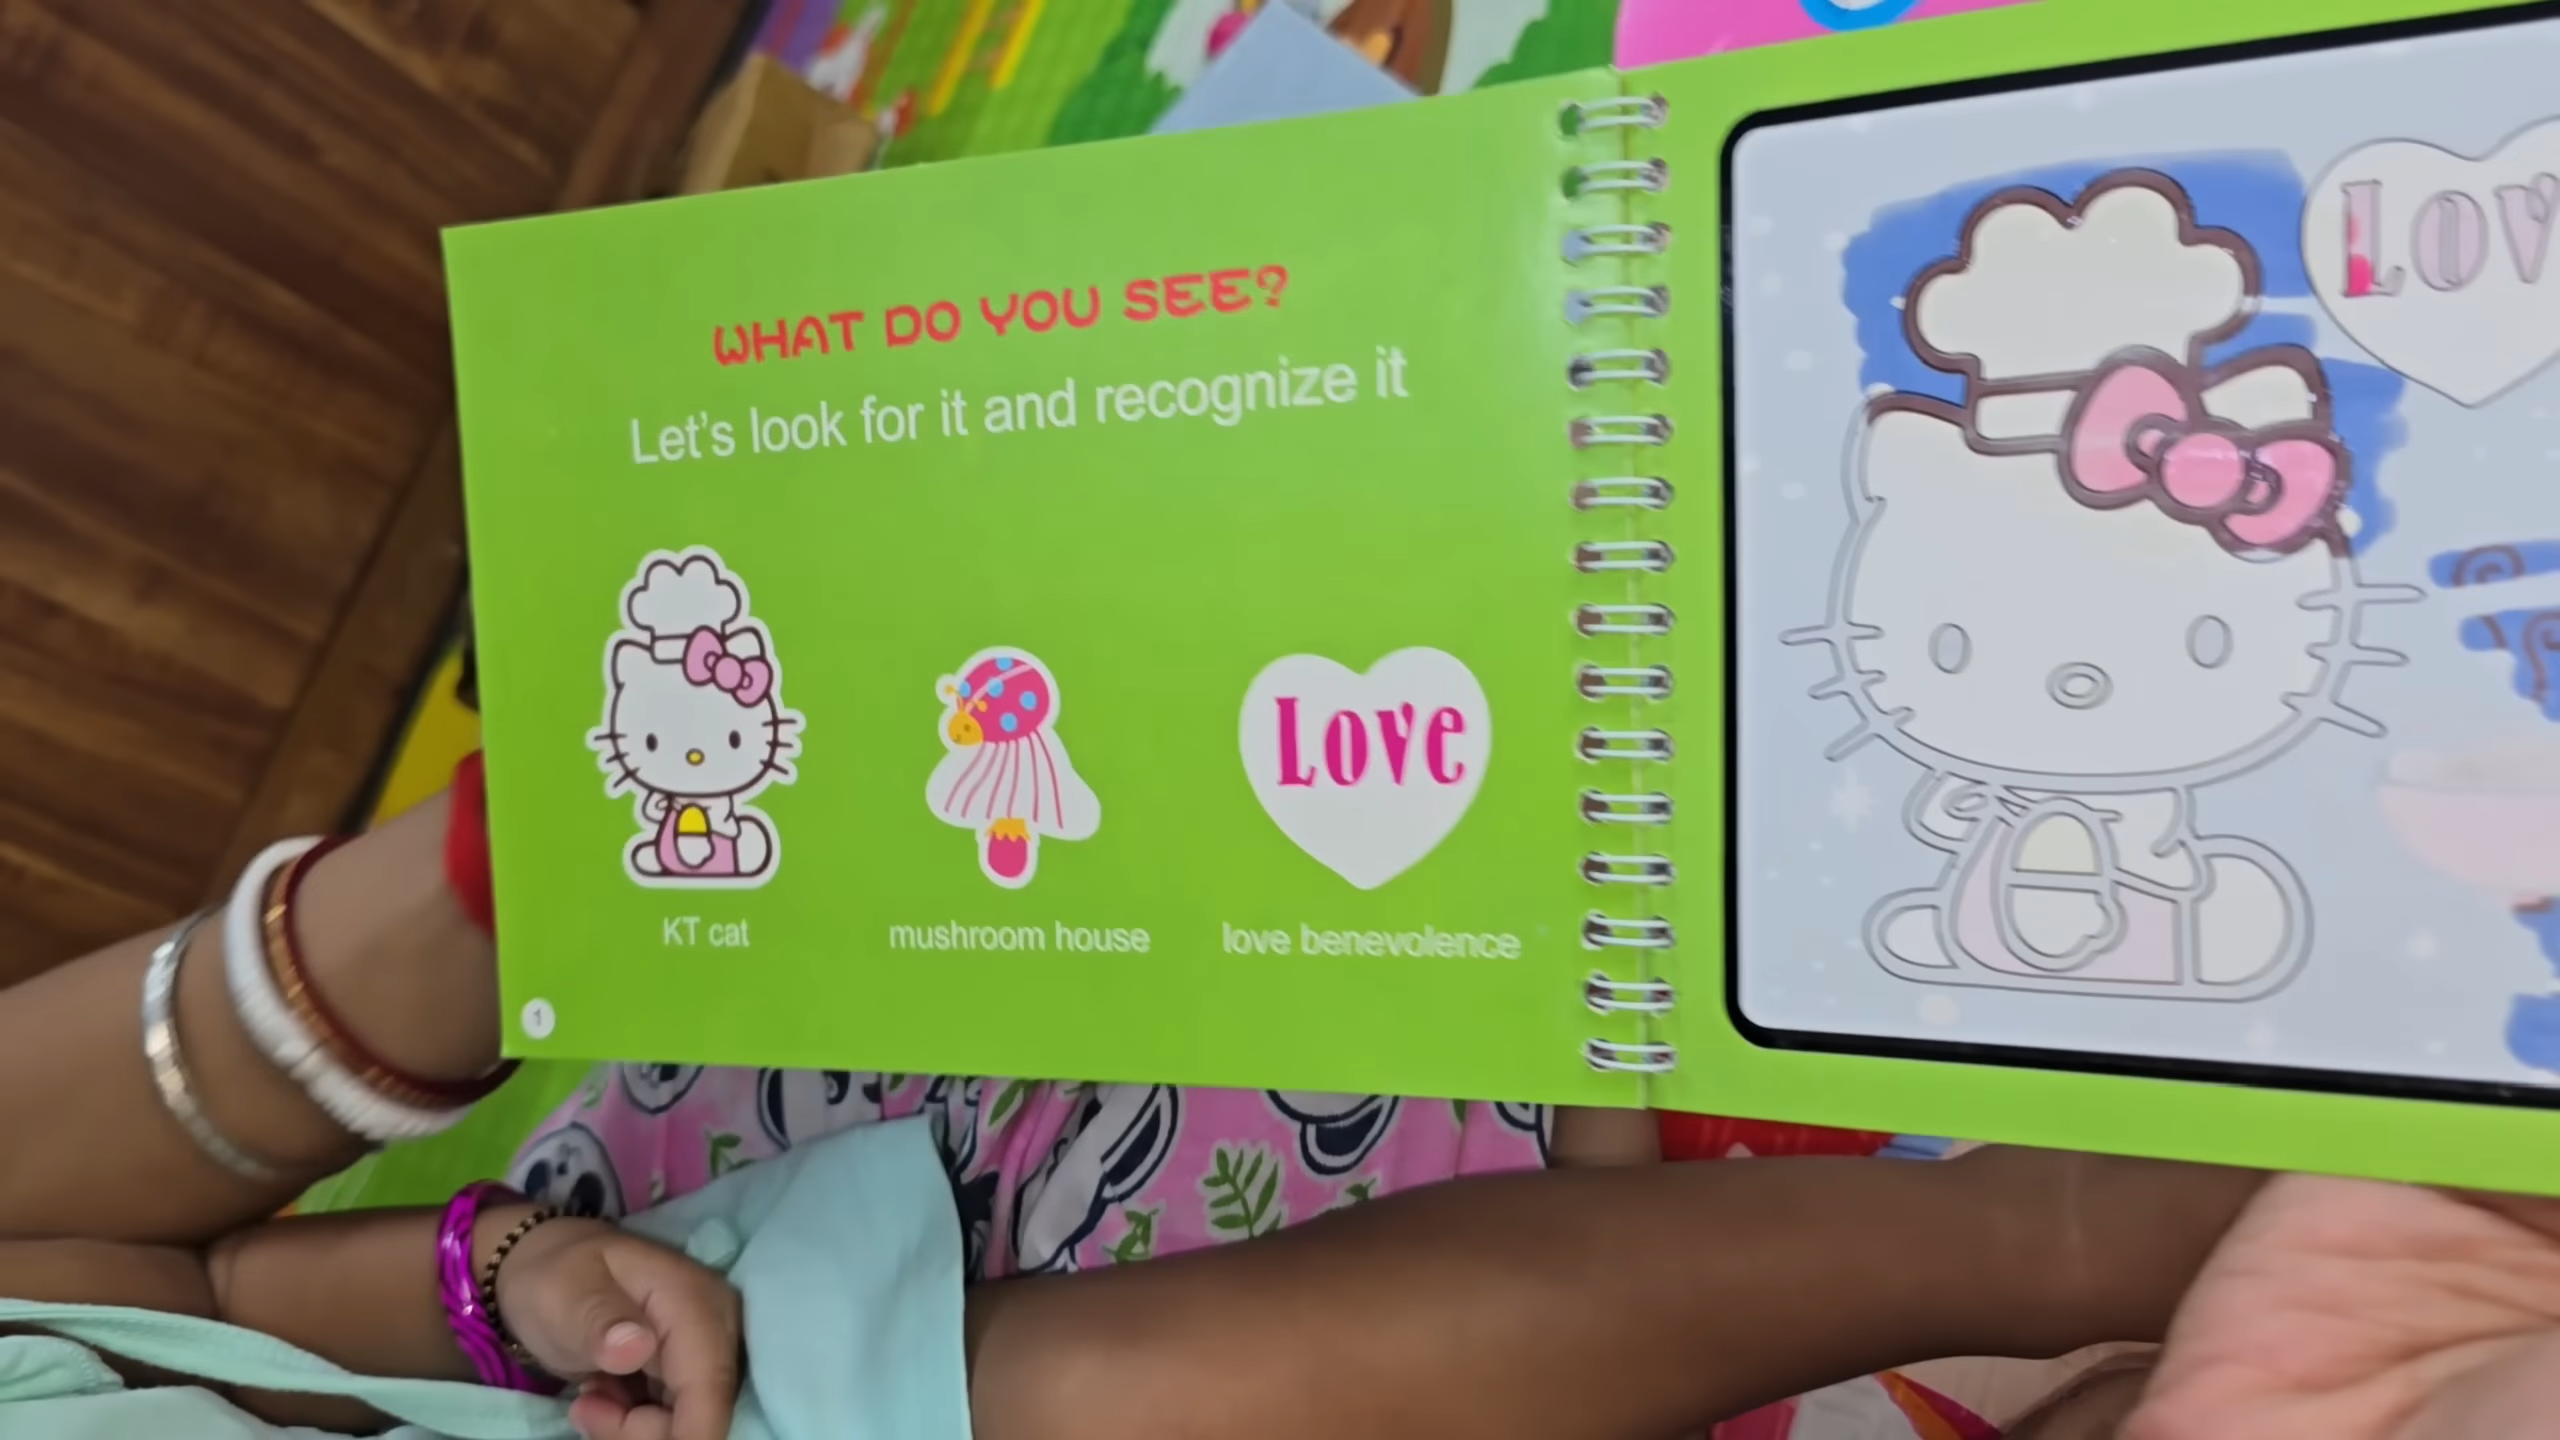 WHAT DO YOU SEE?
Let's look for it and recognize it
Love
KT cat
mushroom house
love benevolence
1
Lov